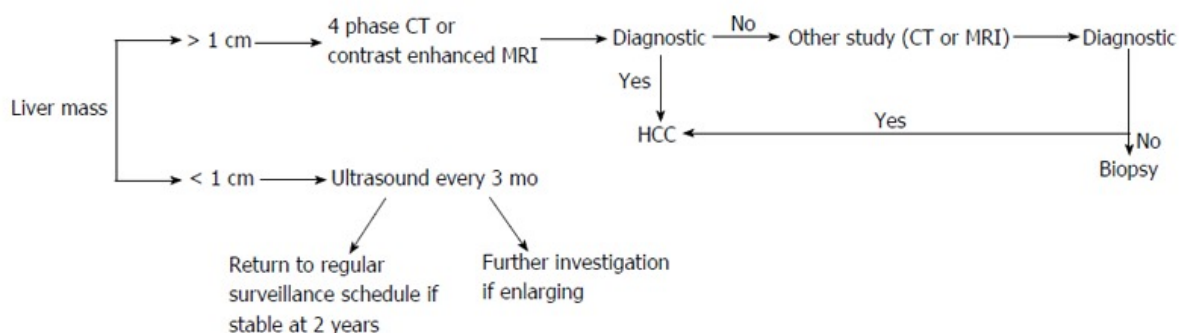 Liver mass
> 1 cm
4 phase CT or
contrast enhanced MRI
Diagnostic
No
Other study (CT or MRI)
Diagnostic
Yes
HCC
Yes
No
Biopsy
< 1 cm
Ultrasound every 3 mo
Return to regular
surveillance schedule if
stable at 2 years
Further investigation
if enlarging